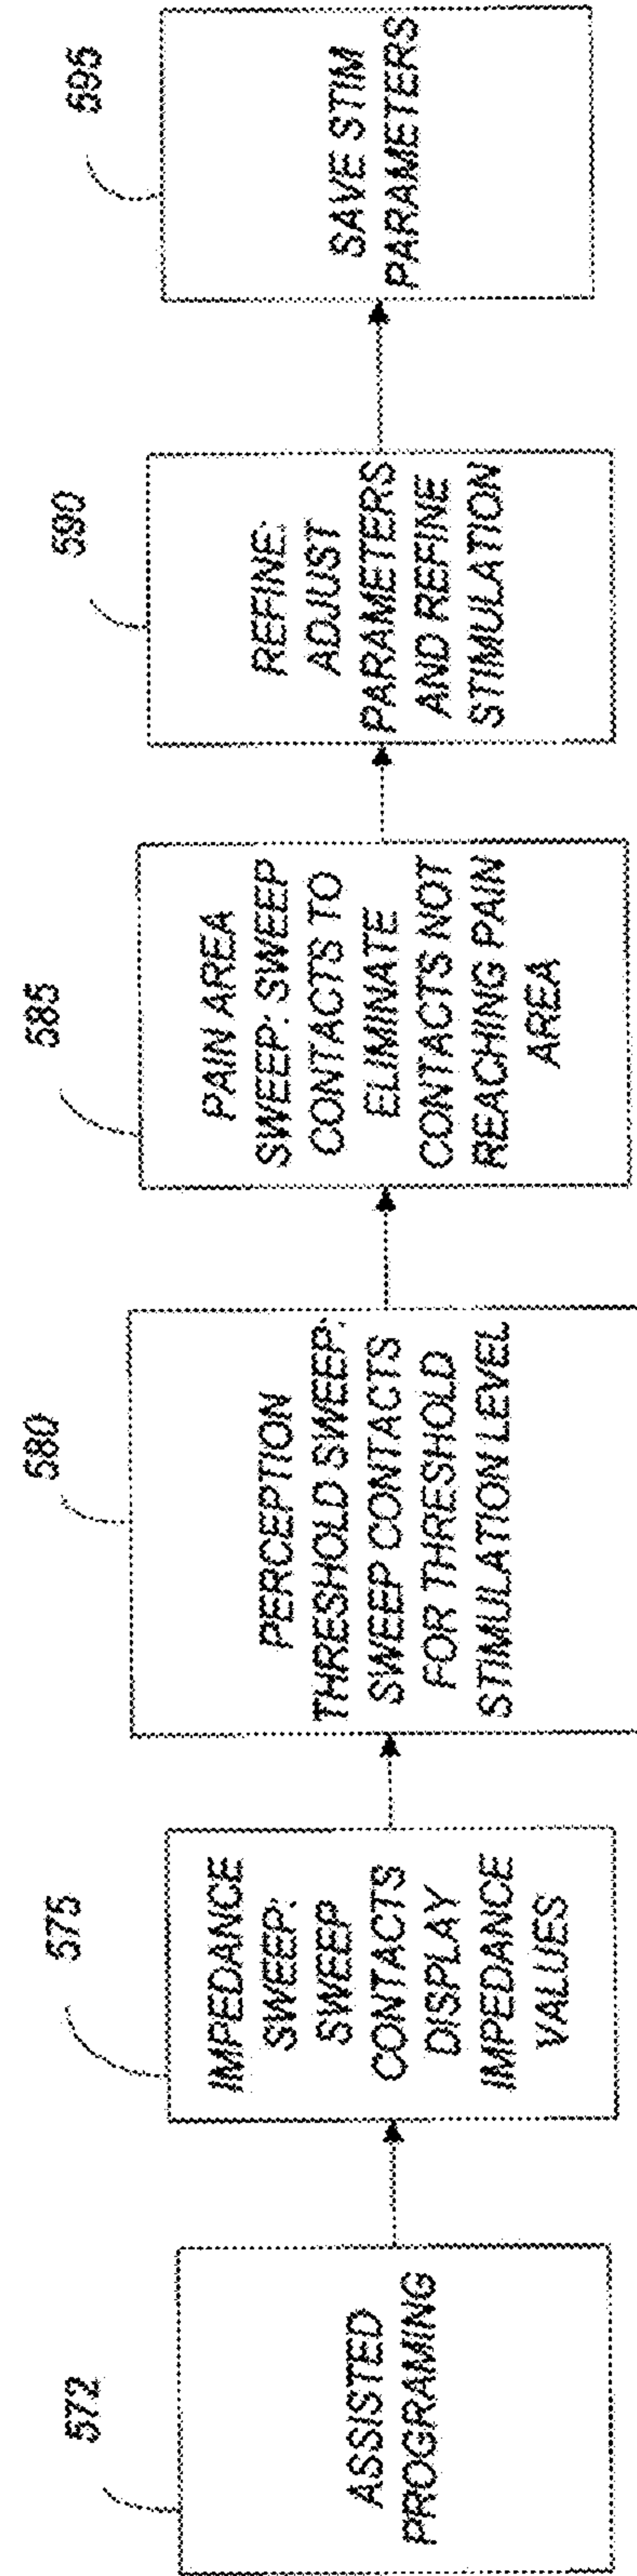 572
ASSISTED
PROGRAMING
575
IMPEDANCE
SWEEP:
SWEEP
CONTACTS
DISPLAY
IMPEDANCE
VALUES
580
PERCEPTION
THRESHOLD SWEEP:
SWEEP CONTACTS
FOR THRESHOLD
STIMULATION LEVEL
585
PAIN AREA
SWEEP: SWEEP
CONTACTS TO
ELIMINATE
CONTACTS NOT
REACHING PAIN
AREA
590
REFINE:
ADJUST
PARAMETERS
AND REFINE
STIMULATION
595
SAVE STIM
PARAMETERS